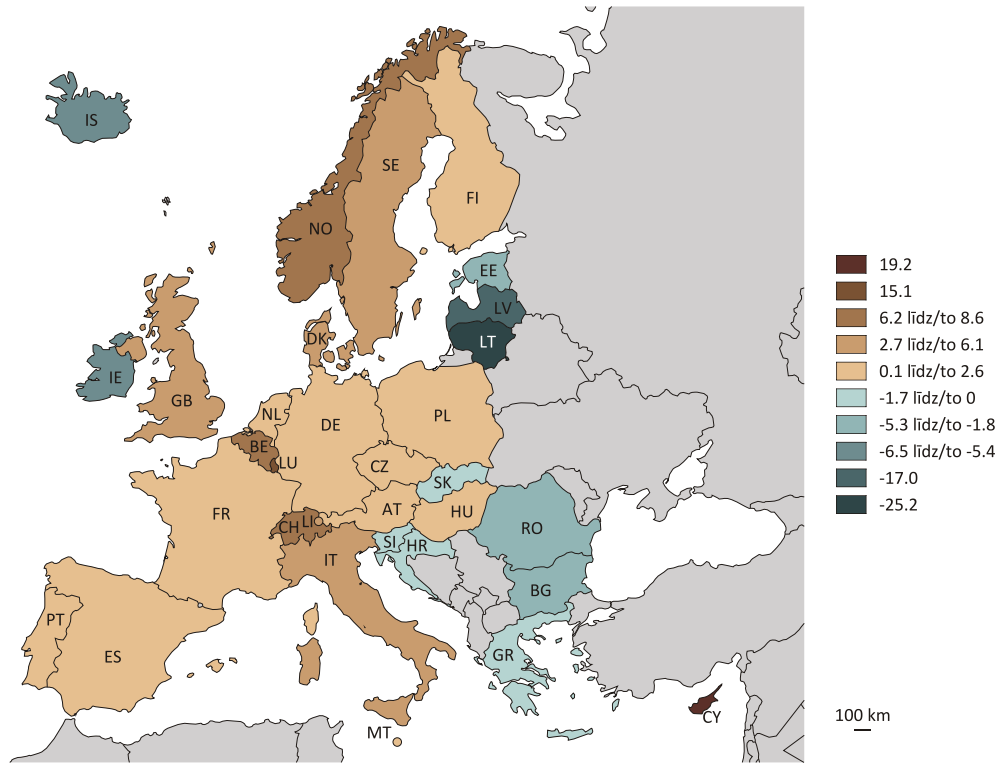 IS
SE
FI
NO
EE
LV
DK
LT
IE
GB
NL
DE
PL
BE
LU
CZ
SK
FR
AT
HU
CH
LI
RO
SI
HR
IT
BG
PT
ES
GR
CY
MT
19.2
15.1
6.2 līdz/to 8.6
2.7 līdz/to 6.1
0.1 līdz/to 2.6
-1.7 līdz/to 0
-5.3 līdz/to -1.8
-6.5 līdz/to -5.4
-17.0
-25.2
100 km